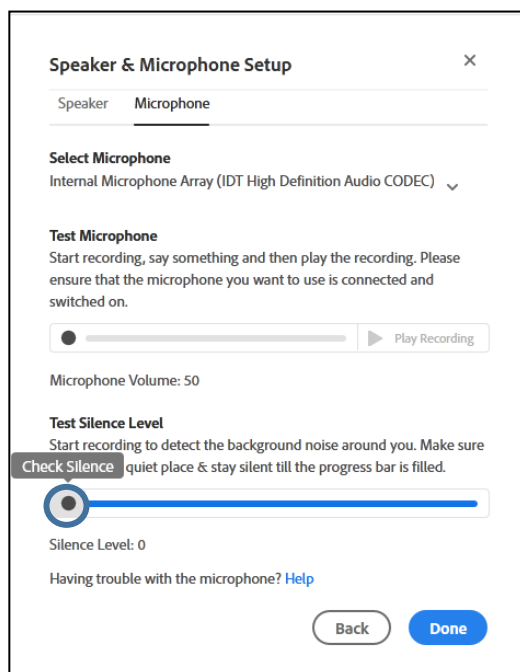 Speaker & Microphone Setup
Speaker Microphone
Select Microphone
Internal Microphone Array (IDT High Definition Audio CODEC)
Test Microphone
Start recording, say something and then play the recording. Please
ensure that the microphone you want to use is connected and
switched on.
Play Recording
Microphone Volume: 50
Test Silence Level
Start recording to detect the background noise around you. Make sure
Check Silence
quiet place & stay silent till the progress bar is filled.
Silence Level: 0
Having trouble with the microphone? Help
Back Done